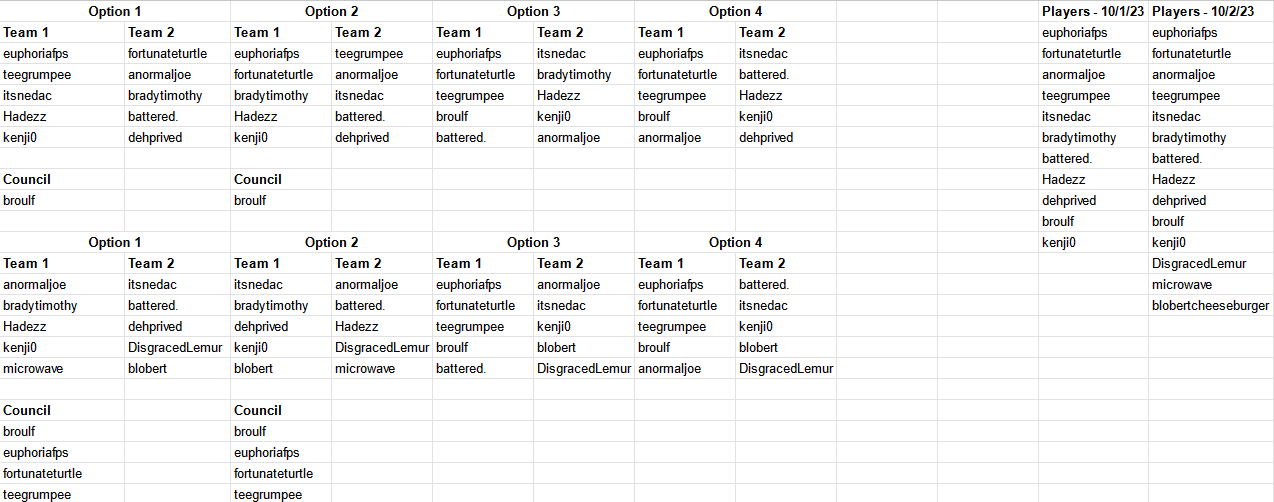 Option 1 Option 2 Option 3 Option 4 Players - 10/1/23 Players - 10/2/23
Team 1 Team 2 Team 1 Team 2 Team 1 Team 2 Team 1 Team 2 euphoriafps euphoriafps
euphoriafps fortunateturtle euphoriafps teegrumpee euphoriafps itsnedac euphoriafps itsnedac fortunateturtle fortunateturtle
teegrumpee anormaljoe fortunateturtle anormaljoe fortunateturtle bradytimothy fortunateturtle battered. anormaljoe anormaljoe
itsnedac bradytimothy bradytimothy itsnedac teegrumpee Hadezz teegrumpee Hadezz teegrumpee teegrumpee
Hadezz battered. Hadezz battered. broulf kenji0 broulf kenji0 itsnedac itsnedac
kenji0 dehprived kenji0 dehprived battered. anormaljoe anormaljoe dehprived bradytimothy bradytimothy
battered. battered.
Council Council Hadezz Hadezz
broulf broulf dehprived dehprived
broulf broulf
Option 1 Option 2 Option 3 Option 4 kenji0 kenji0
Team 1 Team 2 Team 1 Team 2 Team 1 Team 2 Team 1 Team 2 DisgracedLemur
anormaljoe itsnedac itsnedac anormaljoe euphoriafps anormaljoe euphoriafps battered. microwave
bradytimothy battered. bradytimothy battered. fortunateturtle itsnedac fortunateturtle itsnedac blobertcheeseburger
Hadezz dehprived dehprived Hadezz teegrumpee kenji0 teegrumpee kenji0
kenji0 DisgracedLemur kenji0 DisgracedLemur broulf blobert broulf blobert
microwave blobert blobert microwave battered. DisgracedLemur anormaljoe DisgracedLemur
Council Council
broulf broulf
euphoriafps euphoriafps
fortunateturtle fortunateturtle
teegrumpee teegrumpee